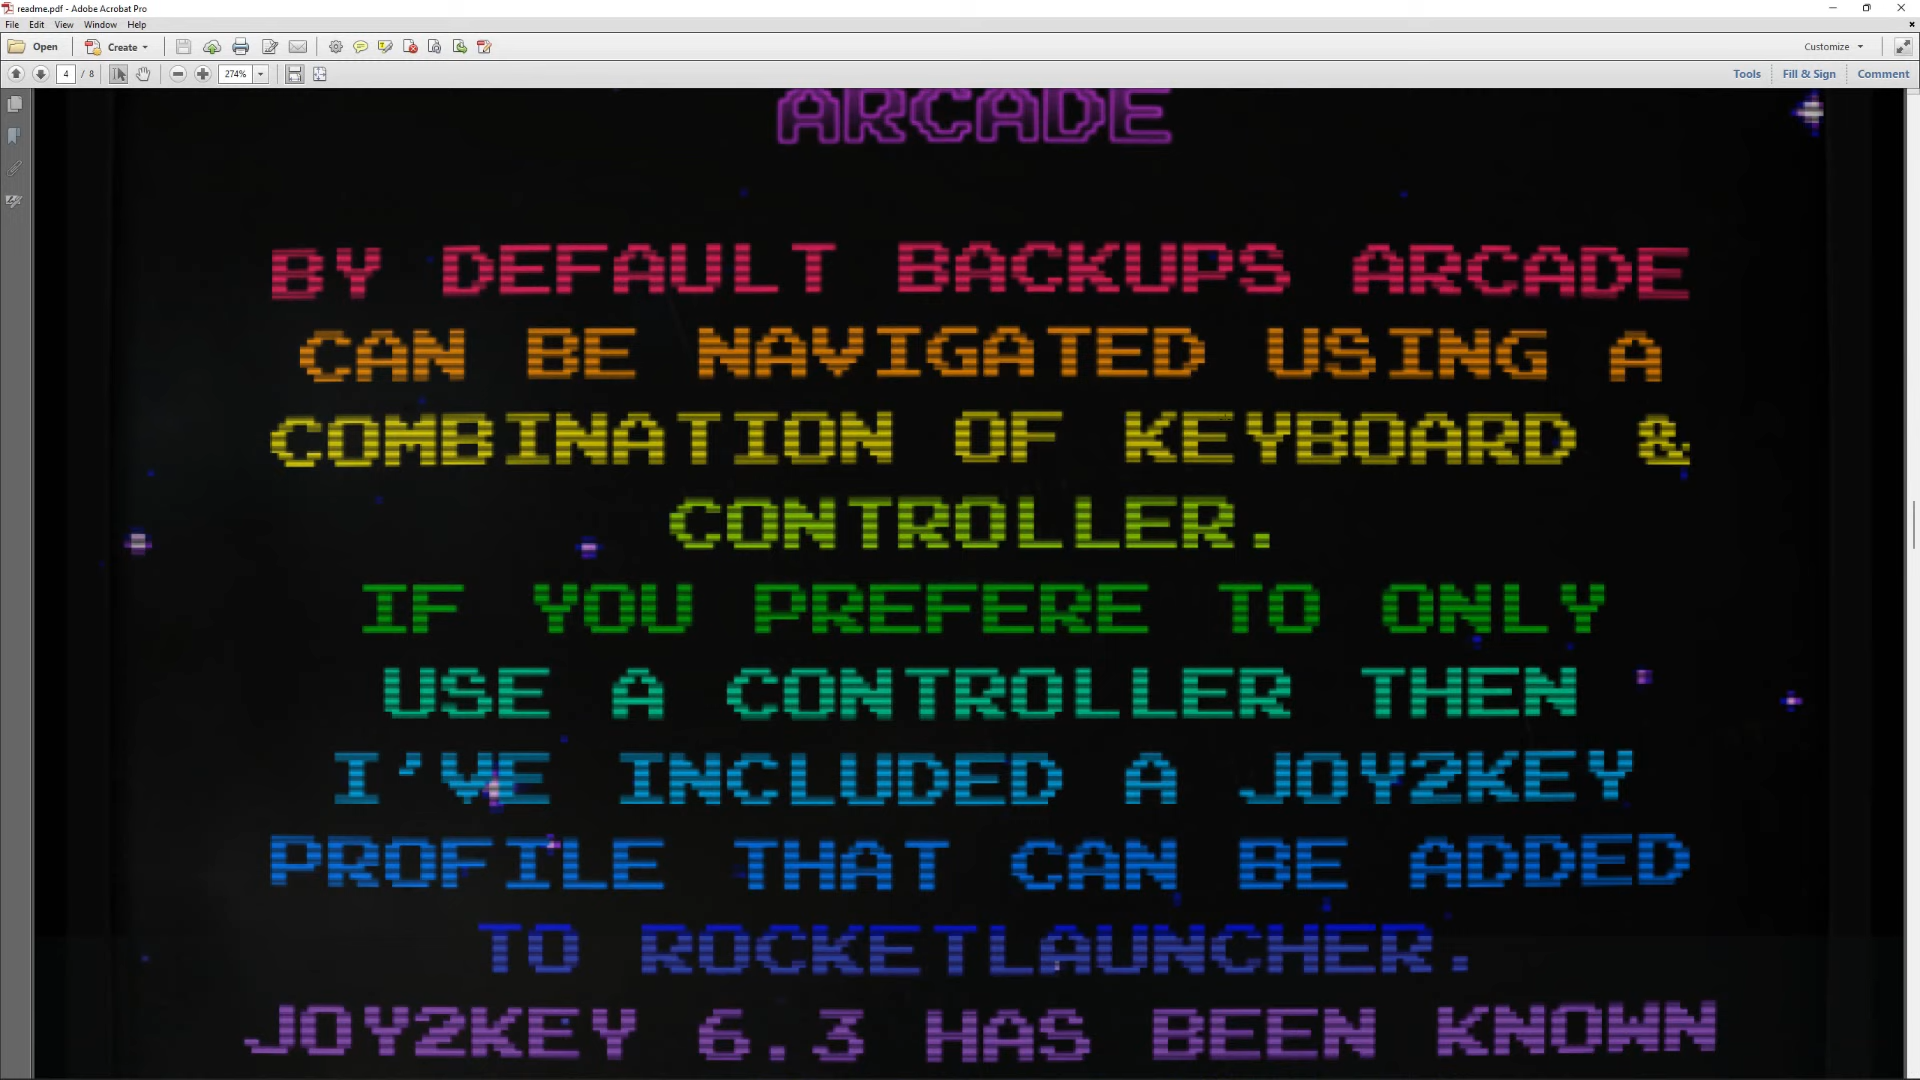 readme.pdf - Adobe Acrobat Pro
File Edit View Window Help
Open Create Customize
4 / 8 274% Tools Fill & Sign Comment
ARCADE
BY DEFAULT BACKUPS ARCADE
CAN BE NAVIGATED USING A
COMBINATION OF KEYBOARD &
CONTROLLER.
IF YOU PREFERE TO ONLY
USE A CONTROLLER THEN
I'VE INCLUDED A JOY2KEY
PROFILE THAT CAN BE ADDED
TO ROCKETLAUNCHER.
JOY2KEY 6.3 HAS BEEN KNOWN